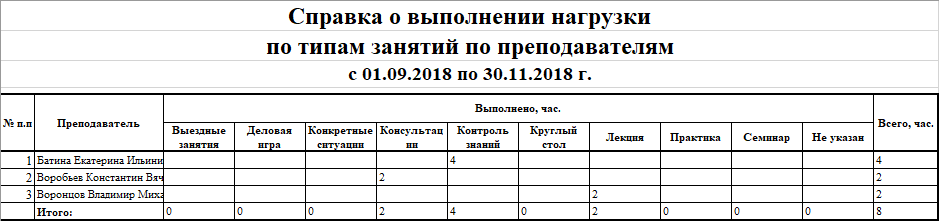 Справка о выполнении нагрузки
по типам занятий по преподавателям
с 01.09.2018 по 30.11.2018 г.
№ п.п Преподаватель Выполнено, час. Всего, час.
Выездные занятия Деловая игра Конкретные ситуации Консультации Контроль знаний Круглый стол Лекция Практика Семинар Не указан
1 Батина Екатерина Ильини 4 4
2 Воробьев Константин Вяч 2 2
3 Воронцов Владимир Миха 2 2
Итого: 0 0 0 2 4 0 2 0 0 0 8